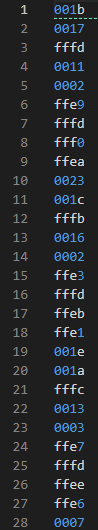 1 001b
2 0017
3 fffd
4 0011
5 0002
6 ffe9
7 fffd
8 fff0
9 ffea
10 0023
11 001c
12 fffb
13 0016
14 0002
15 ffe3
16 fffd
17 ffeb
18 ffe1
19 001e
20 001a
21 fffc
22 0013
23 0003
24 ffe7
25 fffd
26 ffee
27 ffe6
28 0007